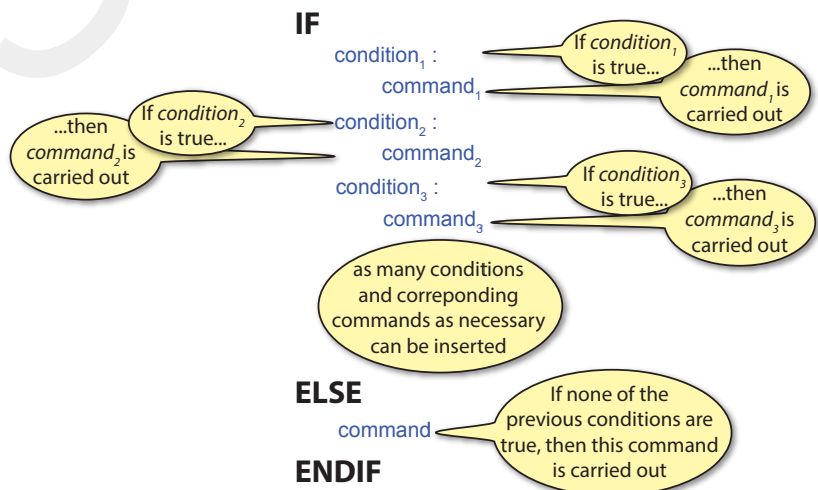 IF
condition₁ :
If condition₁
is true...
command₁
...then
command₁ is
carried out
condition₂ :
If condition₂
is true...
command₂
...then
command₂ is
carried out
condition₃ :
If condition₃
is true...
command₃
...then
command₃ is
carried out
as many conditions
and correponding
commands as necessary
can be inserted
ELSE
command
If none of the
previous conditions are
true, then this command
is carried out
ENDIF